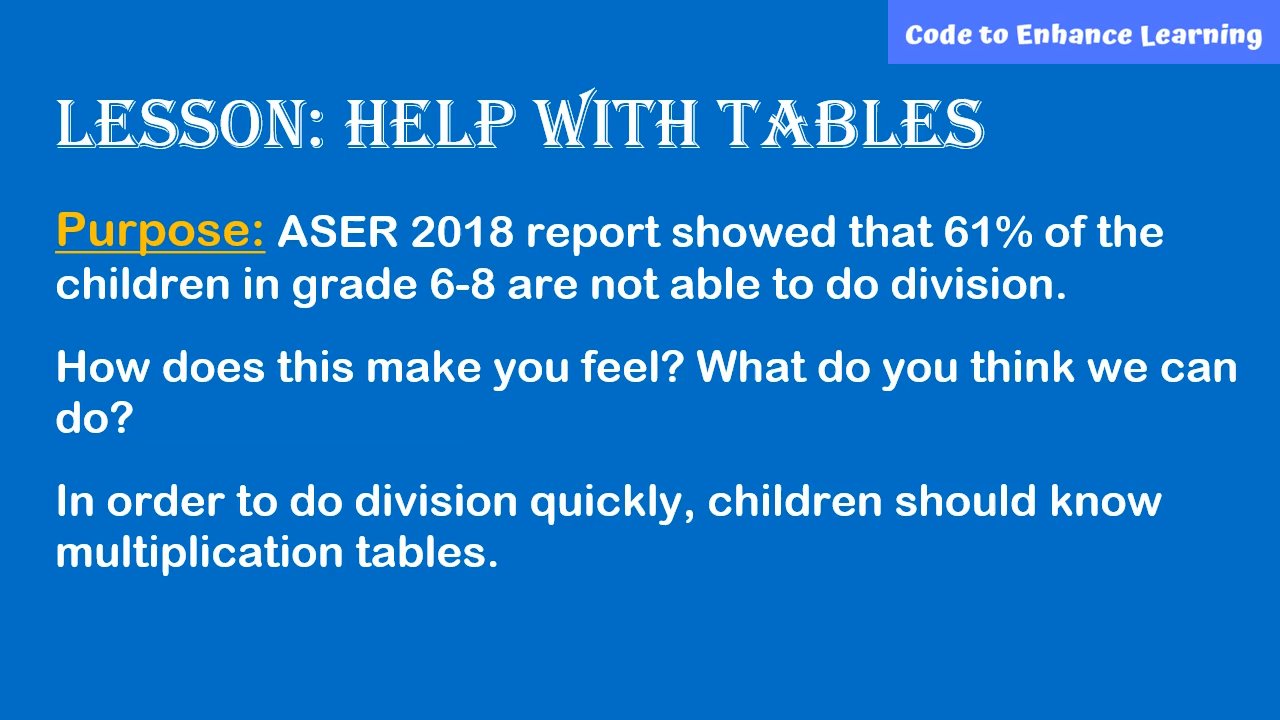 Code to Enhance Learning
LESSON: HELP WITH TABLES
Purpose: ASER 2018 report showed that 61% of the
children in grade 6-8 are not able to do division.
How does this make you feel? What do you think we can
do?
In order to do division quickly, children should know
multiplication tables.